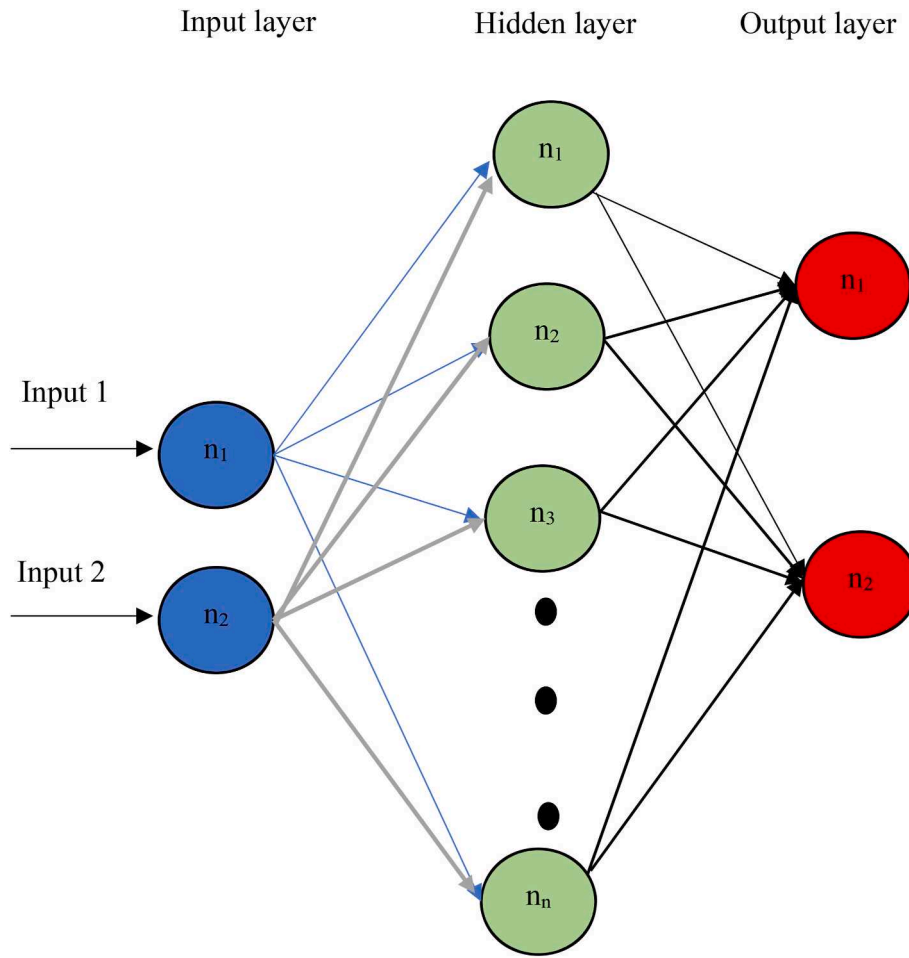 Input layer
Hidden layer
Output layer
n₁
n₁
n₂
Input 1
n₁
n₃
Input 2
n₂
n₂
nₙ